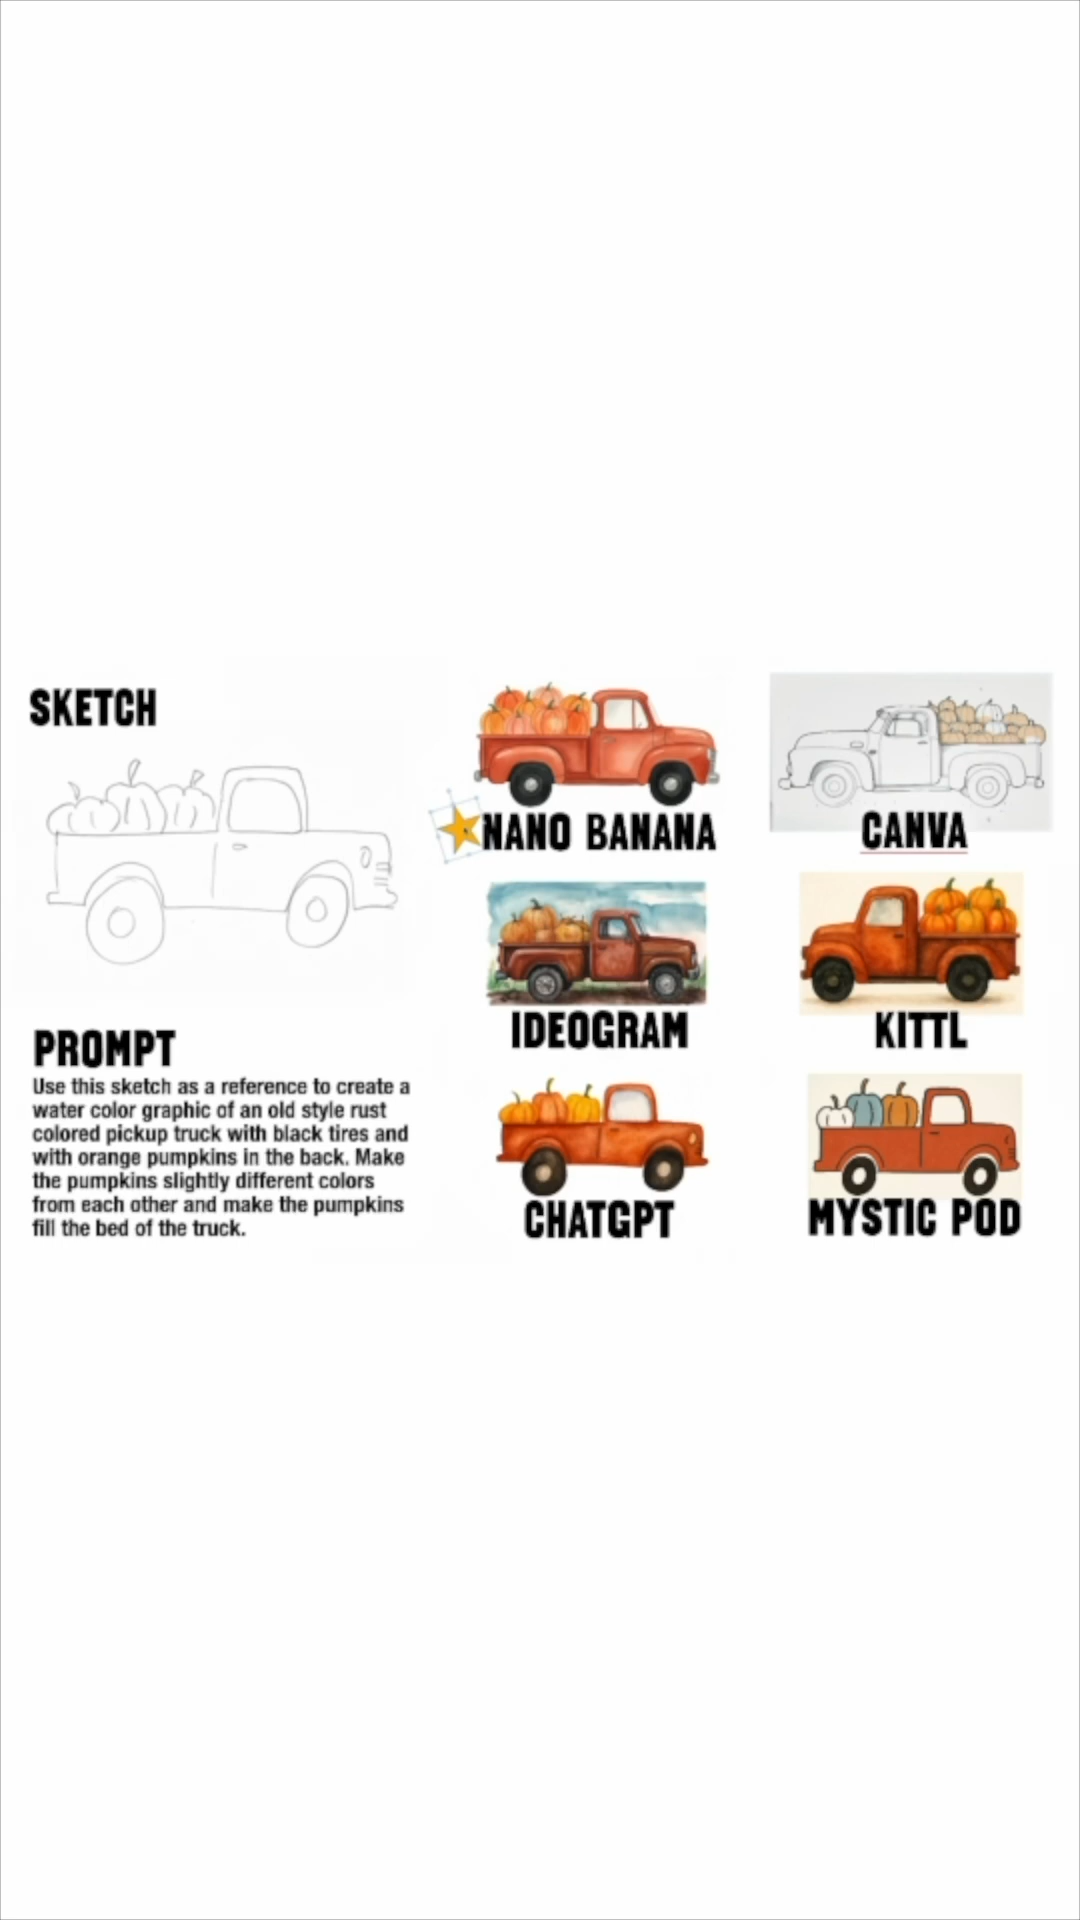 SKETCH
PROMPT
Use this sketch as a reference to create a
water color graphic of an old style rust
colored pickup truck with black tires and
with orange pumpkins in the back. Make
the pumpkins slightly different colors
from each other and make the pumpkins
fill the bed of the truck.
NANO BANANA
CANVA
IDEOGRAM
KITTL
CHATGPT
MYSTIC POD